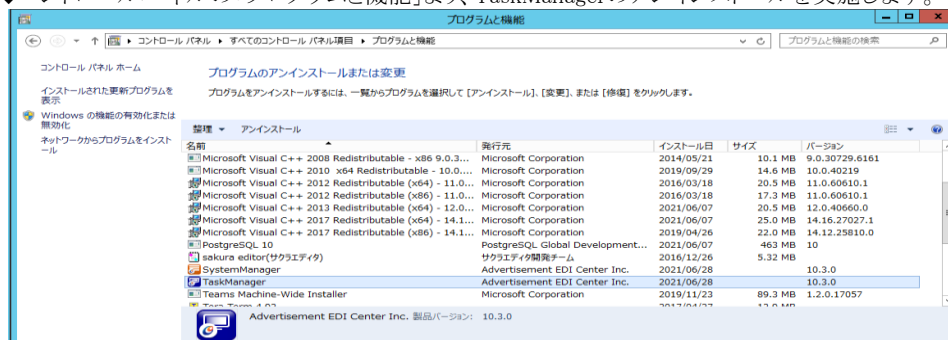 プログラムと機能
コントロール パネル ▸ すべてのコントロール パネル項目 ▸ プログラムと機能
プログラムと機能の検索
コントロール パネル ホーム
インストールされた更新プログラムを
表示
Windows の機能の有効化または
無効化
ネットワークからプログラムをインスト
ール
プログラムのアンインストールまたは変更
プログラムをアンインストールするには、一覧からプログラムを選択して [アンインストール]、[変更]、または [修復] をクリックします。
整理 アンインストール
名前 発行元 インストール日 サイズ バージョン
Microsoft Visual C++ 2008 Redistributable - x86 9.0.3... Microsoft Corporation 2014/05/21 10.1 MB 9.0.30729.6161
Microsoft Visual C++ 2010 x64 Redistributable - 10.0.... Microsoft Corporation 2019/09/29 14.6 MB 10.0.40219
Microsoft Visual C++ 2012 Redistributable (x64) - 11.0... Microsoft Corporation 2016/03/18 20.5 MB 11.0.60610.1
Microsoft Visual C++ 2012 Redistributable (x86) - 11.0... Microsoft Corporation 2016/03/18 17.3 MB 11.0.60610.1
Microsoft Visual C++ 2013 Redistributable (x64) - 12.0... Microsoft Corporation 2021/06/07 20.5 MB 12.0.40660.0
Microsoft Visual C++ 2017 Redistributable (x64) - 14.1... Microsoft Corporation 2021/06/07 25.0 MB 14.16.27027.1
Microsoft Visual C++ 2017 Redistributable (x86) - 14.1... Microsoft Corporation 2019/04/26 22.0 MB 14.12.25810.0
PostgreSQL 10 PostgreSQL Global Development... 2021/06/07 463 MB 10
sakura editor(サクラエディタ) サクラエディタ開発チーム 2016/12/26 5.32 MB
SystemManager Advertisement EDI Center Inc. 2021/06/28 10.3.0
TaskManager Advertisement EDI Center Inc. 2021/06/28 10.3.0
Teams Machine-Wide Installer Microsoft Corporation 2019/11/23 89.3 MB 1.2.0.17057
Advertisement EDI Center Inc. 製品バージョン: 10.3.0